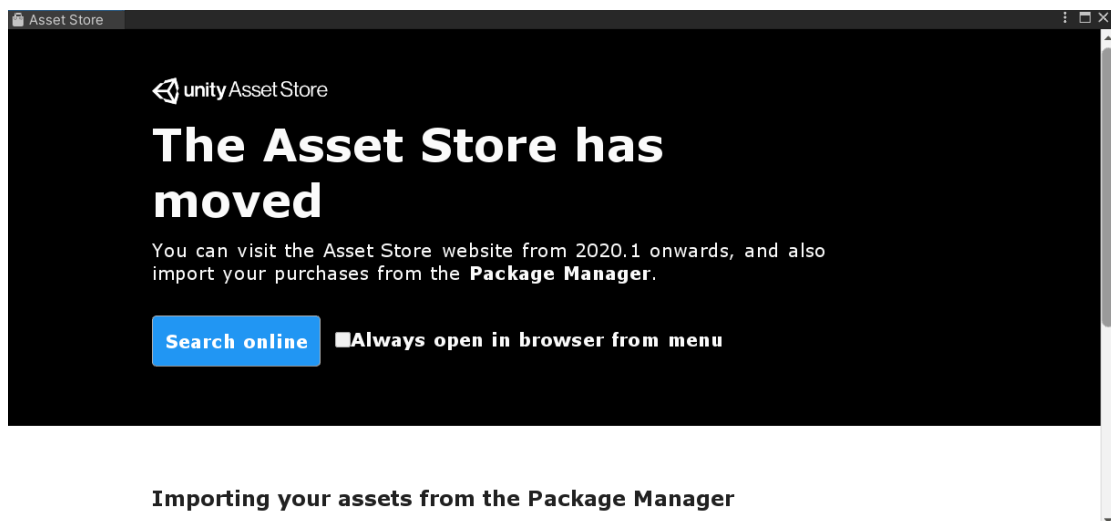 Asset Store
unity Asset Store
The Asset Store has
moved
You can visit the Asset Store website from 2020.1 onwards, and also
import your purchases from the Package Manager.
Search online
Always open in browser from menu
Importing your assets from the Package Manager